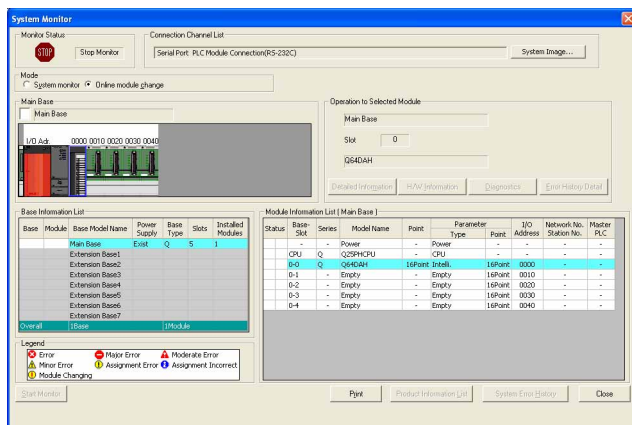 System Monitor
Monitor Status
Connection Channel List
STOP
Stop Monitor
Serial Port PLC Module Connection(RS-232C)
System Image...
Mode
System monitor Online module change
Main Base
Main Base
I/O Adr. 0000 0010 0020 0030 0040
Operation to Selected Module
Main Base
Slot 0
Q64DAH
Detailed Information H/W Information Diagnostics Error History Detail
Base Information List
Base Module Base Model Name Power Supply Base Type Slots Installed Modules
Main Base Exist Q 5 1
Extension Base1
Extension Base2
Extension Base3
Extension Base4
Extension Base5
Extension Base6
Extension Base7
Overall 1Base 1Module
Module Information List ( Main Base )
Status Base-Slot Series Model Name Point Parameter Type Point I/O Address Network No. Station No. Master PLC
- - Power - Power - - - -
CPU Q Q25PHCPU - CPU - - - -
0-0 Q Q64DAH 16Point Intelli. 16Point 0000 - -
0-1 - Empty - Empty 16Point 0010 - -
0-2 - Empty - Empty 16Point 0020 - -
0-3 - Empty - Empty 16Point 0030 - -
0-4 - Empty - Empty 16Point 0040 - -
Legend
Error Major Error Moderate Error
Minor Error Assignment Error Assignment Incorrect
Module Changing
Start Monitor Print Product Information List System Error History Close